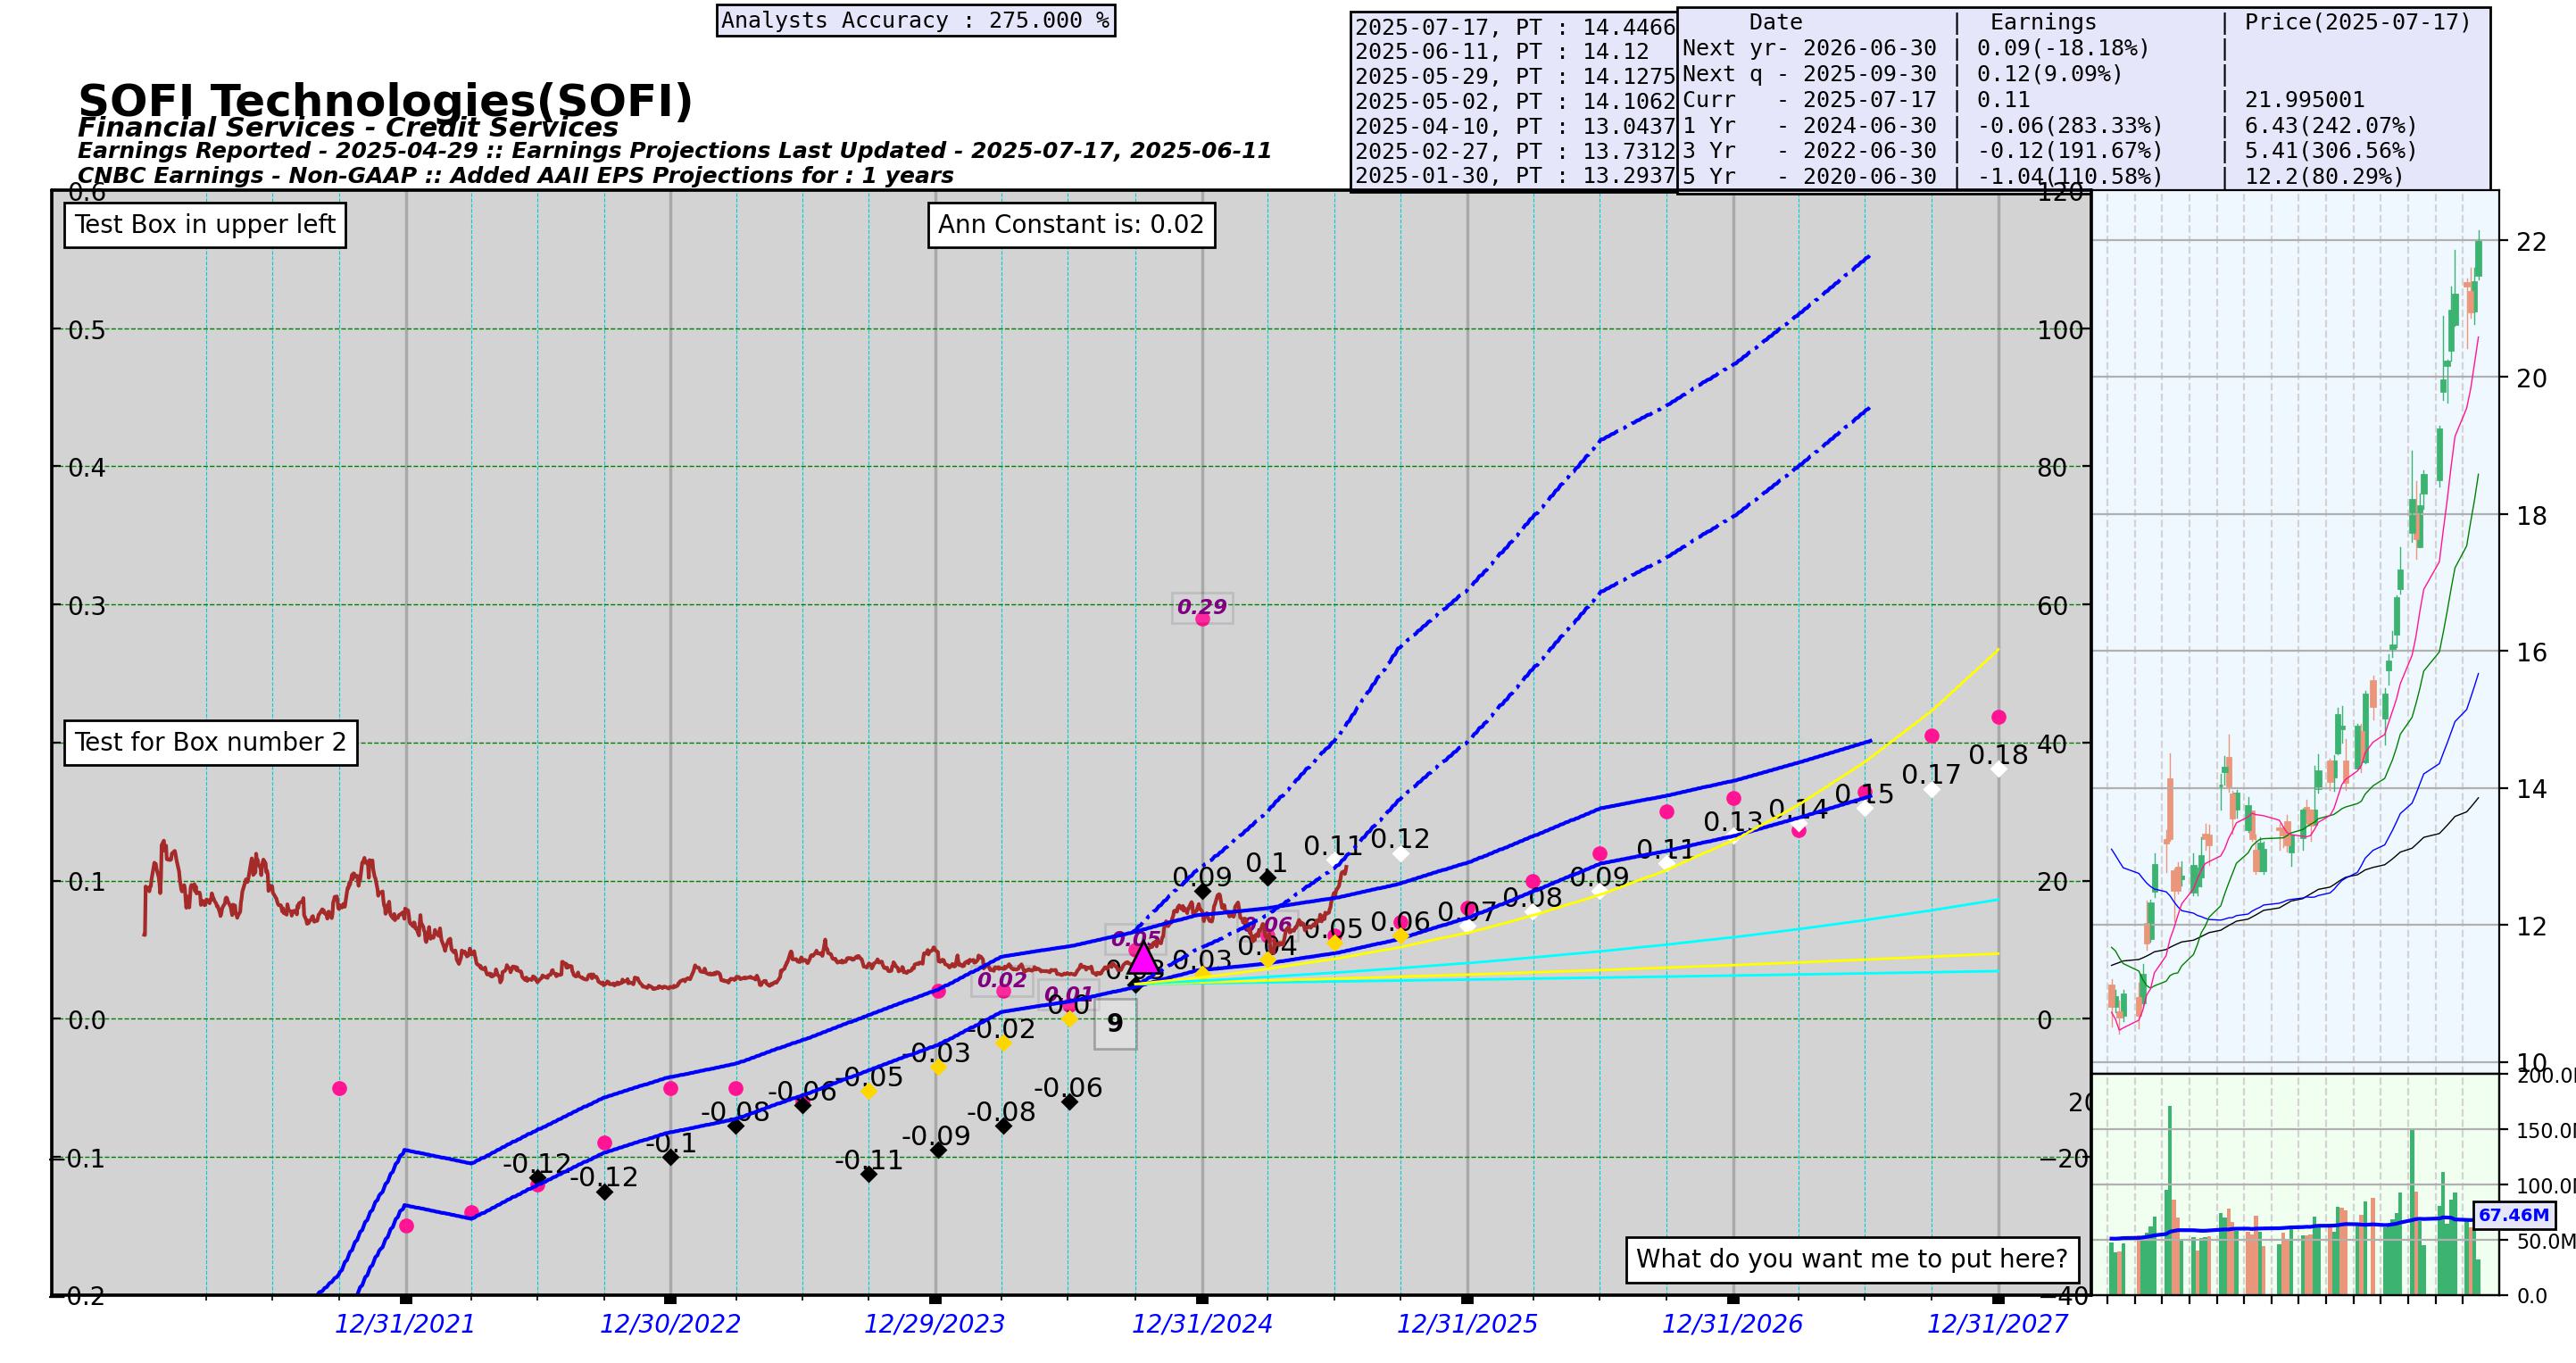 Analysts Accuracy : 275.000 %
2025-07-17, PT : 14.4466
2025-06-11, PT : 14.12
2025-05-29, PT : 14.1275
2025-05-02, PT : 14.1062
2025-04-10, PT : 13.0437
2025-02-27, PT : 13.7312
2025-01-30, PT : 13.2937
Date | Earnings | Price(2025-07-17)
Next yr- 2026-06-30 | 0.09(-18.18%) |
Next q - 2025-09-30 | 0.12(9.09%) |
Curr - 2025-07-17 | 0.11 | 21.995001
1 Yr - 2024-06-30 | -0.06(283.33%) | 6.43(242.07%)
3 Yr - 2022-06-30 | -0.12(191.67%) | 5.41(306.56%)
5 Yr - 2020-06-30 | -1.04(110.58%) | 12.2(80.29%)
SOFI Technologies(SOFI)
Financial Services - Credit Services
Earnings Reported - 2025-04-29 :: Earnings Projections Last Updated - 2025-07-17, 2025-06-11
CNBC Earnings - Non-GAAP :: Added AAII EPS Projections for : 1 years
0.6
120
Test Box in upper left
Ann Constant is: 0.02
22
0.5
100
20
0.4
80
18
0.3
0.29
60
16
Test for Box number 2
40
0.18
0.17
14
0.15
0.14
0.13
0.12
0.11
0.11
0.1
0.09
0.1
0.09
20
0.08
0.07
0.06
0.05
0.06
0.05
12
0.04
0.03
0.02
0.01
0.0
0.0
9
0
-0.02
-0.03
10
-0.05
200.0
-0.06
-0.06
20
-0.08
-0.08
150.0
-0.09
-0.1
−0.1
-0.11
-0.12
-0.12
−20
100.0
67.46M
50.0M
What do you want me to put here?
−0.2
−40
0.0
12/31/2021
12/30/2022
12/29/2023
12/31/2024
12/31/2025
12/31/2026
12/31/2027